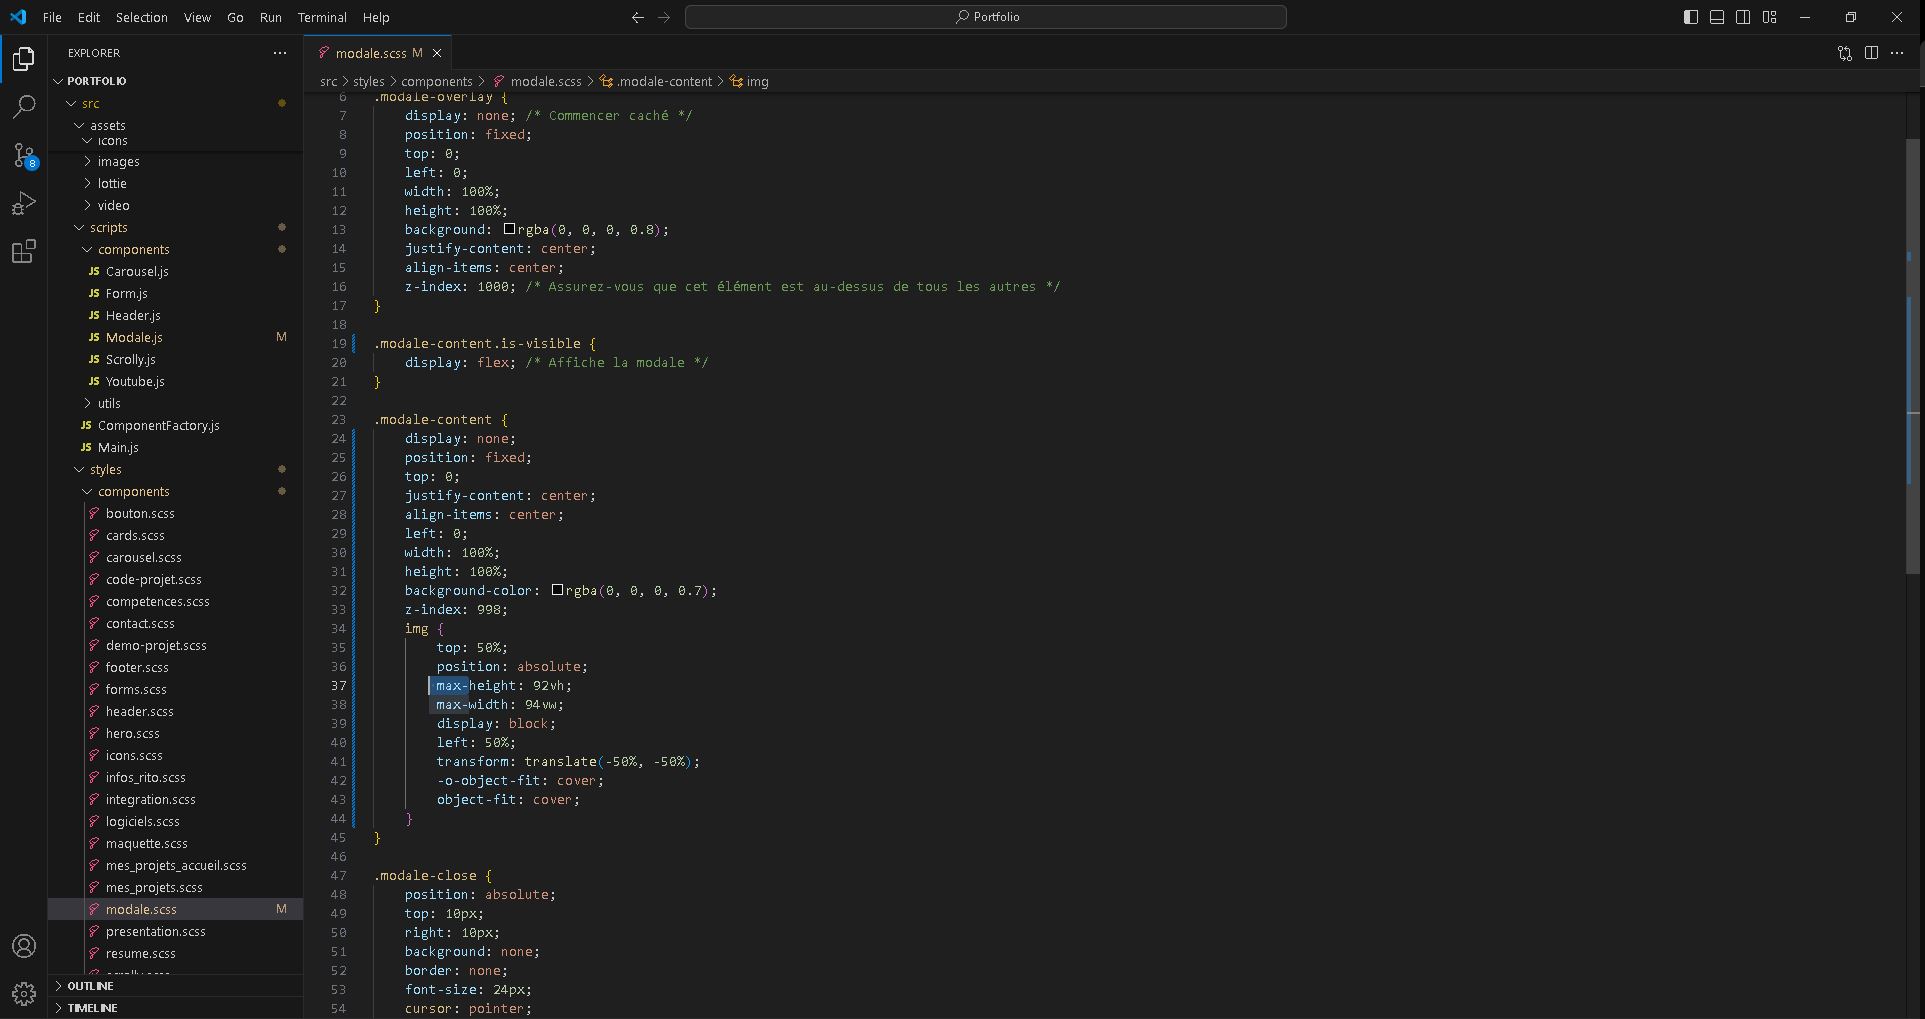 File Edit Selection View Go Run Terminal Help
Portfolio
EXPLORER
PORTFOLIO
src
assets
icons
images
lottie
video
scripts
components
JS Carousel.js
JS Form.js
JS Header.js
JS Modale.js M
JS Scrolly.js
JS Youtube.js
utils
JS ComponentFactory.js
JS Main.js
styles
components
bouton.scss
cards.scss
carousel.scss
code-projet.scss
competences.scss
contact.scss
demo-projet.scss
footer.scss
forms.scss
header.scss
hero.scss
icons.scss
infos_rito.scss
integration.scss
logiciels.scss
maquette.scss
mes_projets_accueil.scss
mes_projets.scss
modale.scss M
presentation.scss
resume.scss
OUTLINE
TIMELINE
8
modale.scss M
src > styles > components > modale.scss > .modale-content > img
6 .modale-overlay {
7 display: none; /* Commencer caché */
8 position: fixed;
9 top: 0;
10 left: 0;
11 width: 100%;
12 height: 100%;
13 background: rgba(0, 0, 0, 0.8);
14 justify-content: center;
15 align-items: center;
16 z-index: 1000; /* Assurez-vous que cet élément est au-dessus de tous les autres */
17 }
18
19 .modale-content.is-visible {
20 display: flex; /* Affiche la modale */
21 }
22
23 .modale-content {
24 display: none;
25 position: fixed;
26 top: 0;
27 justify-content: center;
28 align-items: center;
29 left: 0;
30 width: 100%;
31 height: 100%;
32 background-color: rgba(0, 0, 0, 0.7);
33 z-index: 998;
34 img {
35 top: 50%;
36 position: absolute;
37 max-height: 92vh;
38 max-width: 94vw;
39 display: block;
40 left: 50%;
41 transform: translate(-50%, -50%);
42 -o-object-fit: cover;
43 object-fit: cover;
44 }
45 }
46
47 .modale-close {
48 position: absolute;
49 top: 10px;
50 right: 10px;
51 background: none;
52 border: none;
53 font-size: 24px;
54 cursor: pointer;